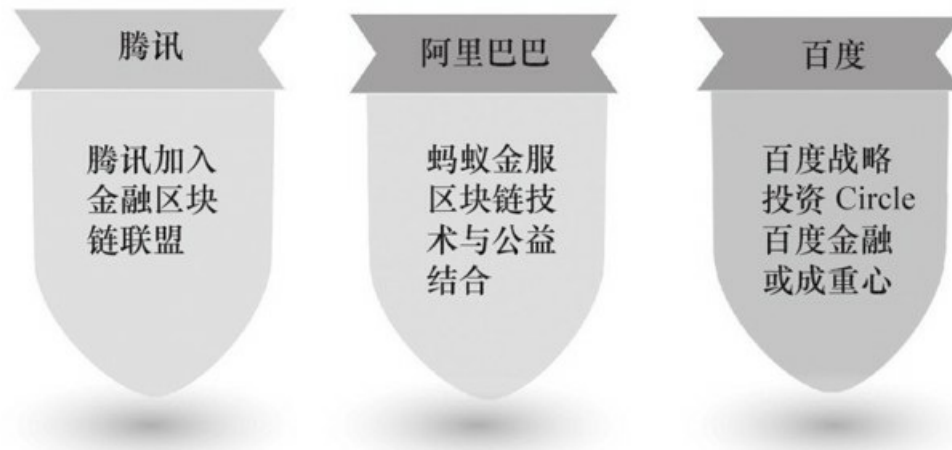 腾讯
腾讯加入
金融区块
链联盟
阿里巴巴
蚂蚁金服
区块链技
术与公益
结合
百度
百度战略
投资 Circle
百度金融
或成重心